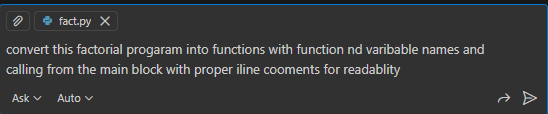 fact.py
convert this factorial progaram into functions with function nd varibable names and
calling from the main block with proper iline cooments for readablity
Ask Auto